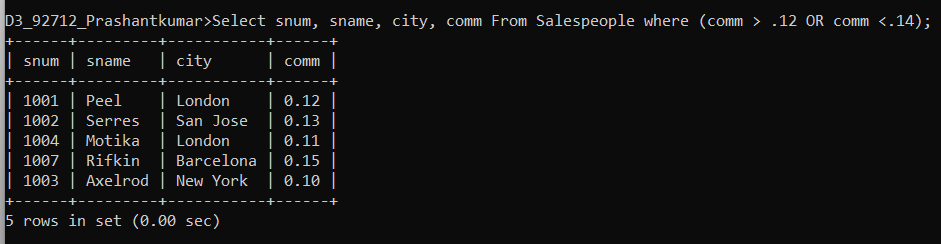 D3_92712_Prashantkumar>Select snum, sname, city, comm From Salespeople where (comm > .12 OR comm <.14);
+------+---------+-----------+------+
| snum | sname   | city      | comm |
+------+---------+-----------+------+
| 1001 | Peel    | London    | 0.12 |
| 1002 | Serres  | San Jose  | 0.13 |
| 1004 | Motika  | London    | 0.11 |
| 1007 | Rifkin  | Barcelona | 0.15 |
| 1003 | Axelrod | New York  | 0.10 |
+------+---------+-----------+------+
5 rows in set (0.00 sec)